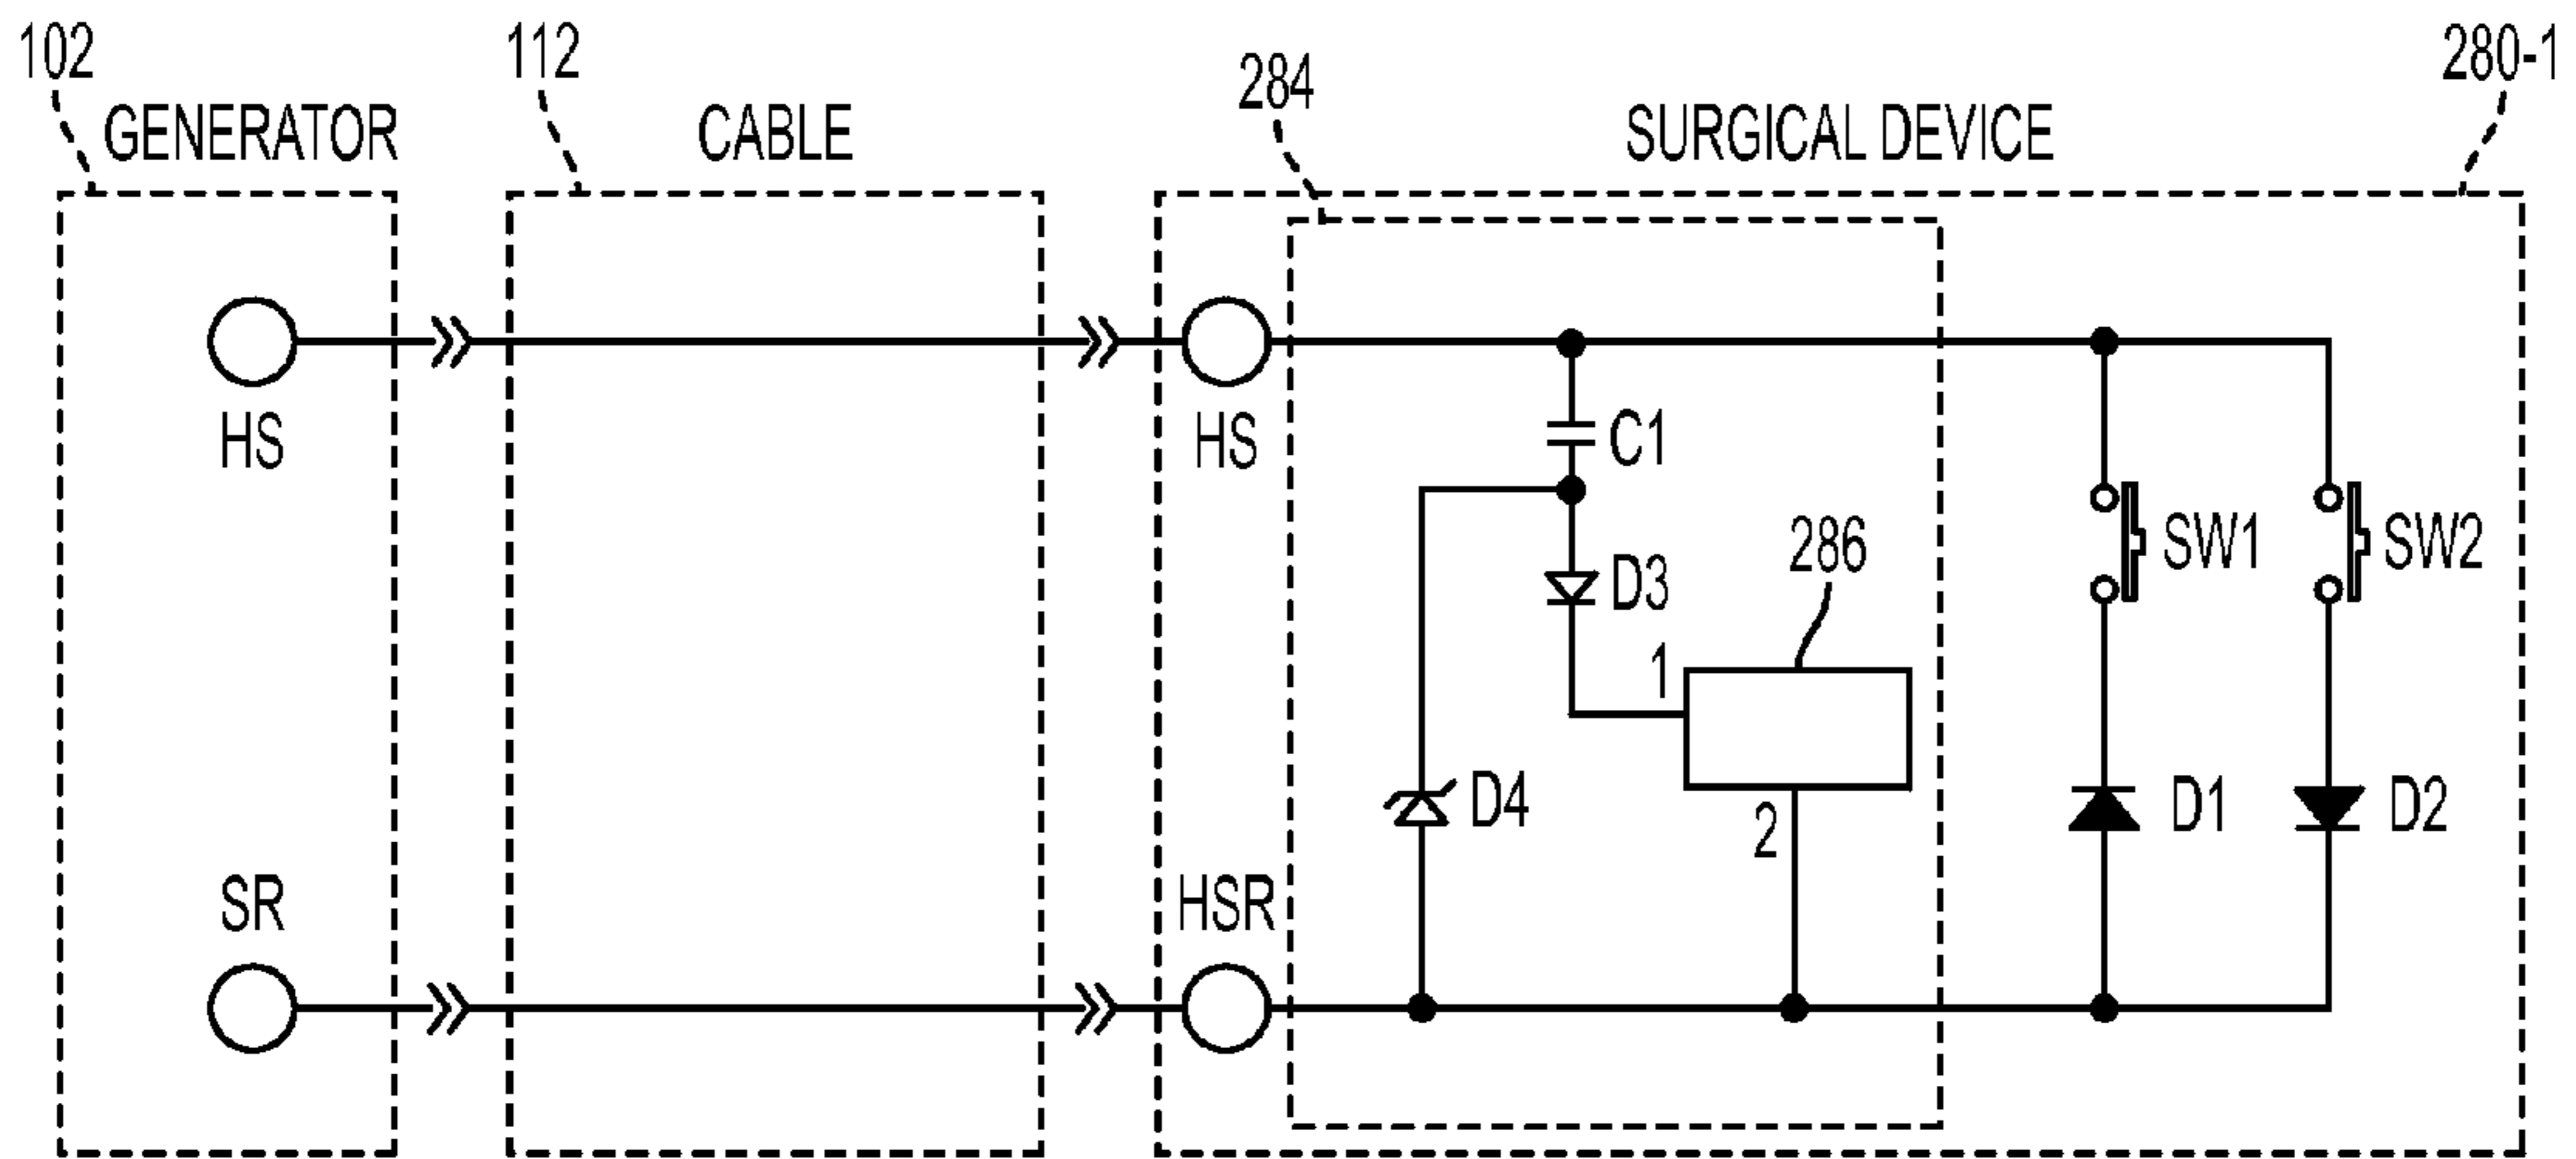 102
112
284
280-1
GENERATOR
CABLE
SURGICAL DEVICE
HS
HS
C1
SW1
SW2
D3
286
1
D4
2
D1
D2
SR
HSR